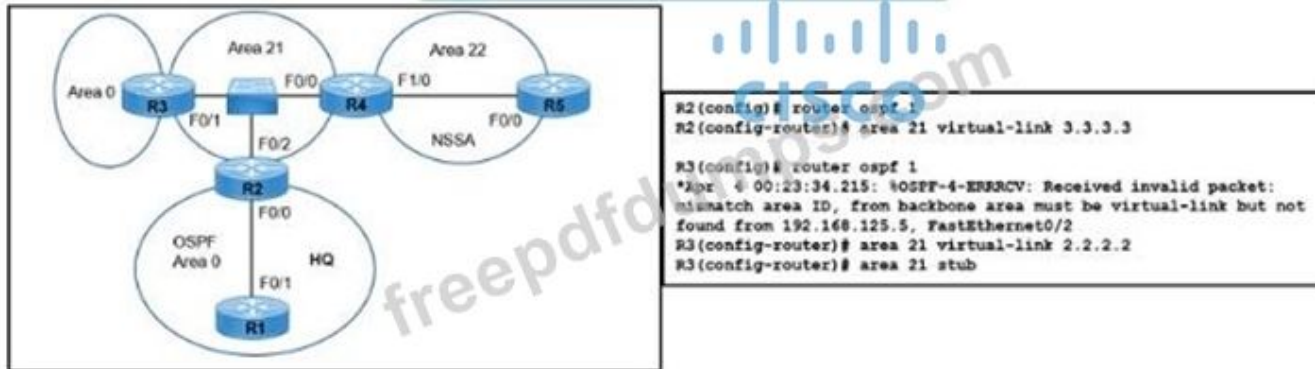 Area 21
Area 22
Area 0
F0/0
F1/0
R3
R4
R5
F0/1
F0/0
F0/2
NSSA
R2
F0/0
OSPF
Area 0
HQ
F0/1
R1
CISCO
freepdfdumps.com
R2(config)# router ospf 1
R2(config-router)# area 21 virtual-link 3.3.3.3
R3(config)# router ospf 1
*Apr 4 00:23:34.215: %OSPF-4-ERRRCV: Received invalid packet:
mismatch area ID, from backbone area must be virtual-link but not
found from 192.168.125.5, FastEthernet0/2
R3(config-router)# area 21 virtual-link 2.2.2.2
R3(config-router)# area 21 stub